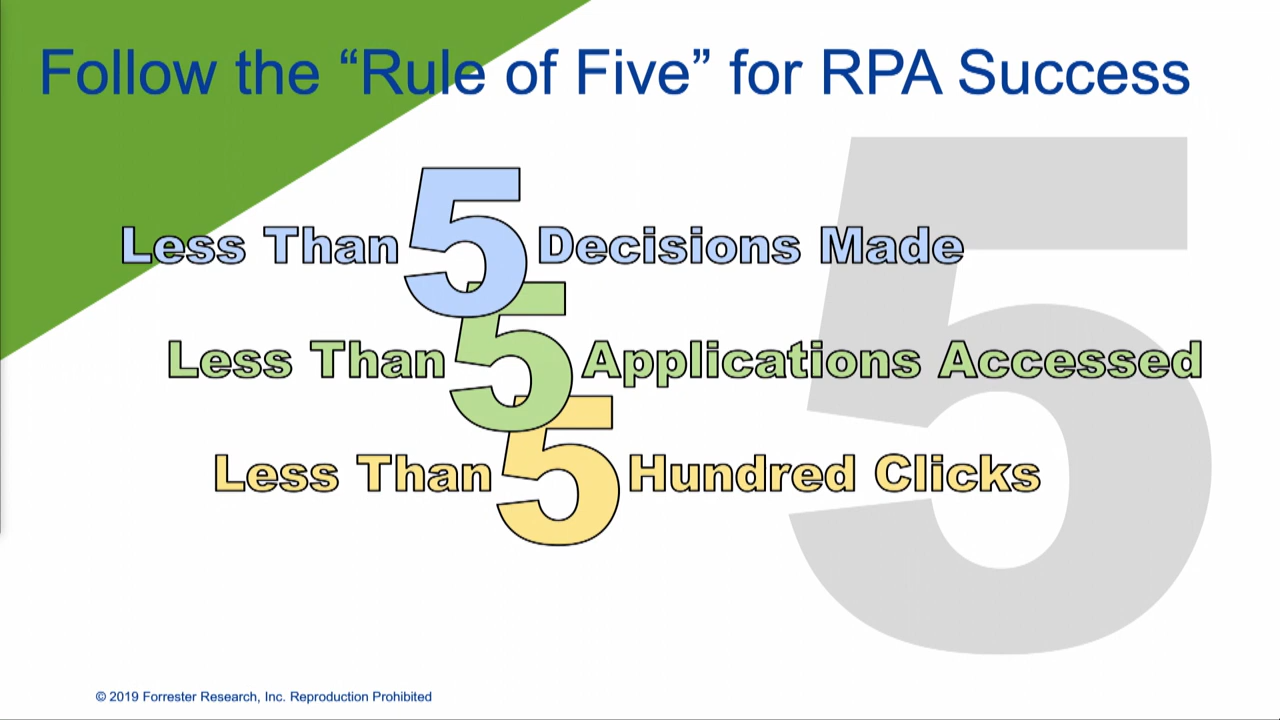 Follow the “Rule of Five” for RPA Success
Less Than 5 Decisions Made
Less Than 5 Applications Accessed
Less Than 5 Hundred Clicks
5
© 2019 Forrester Research, Inc. Reproduction Prohibited